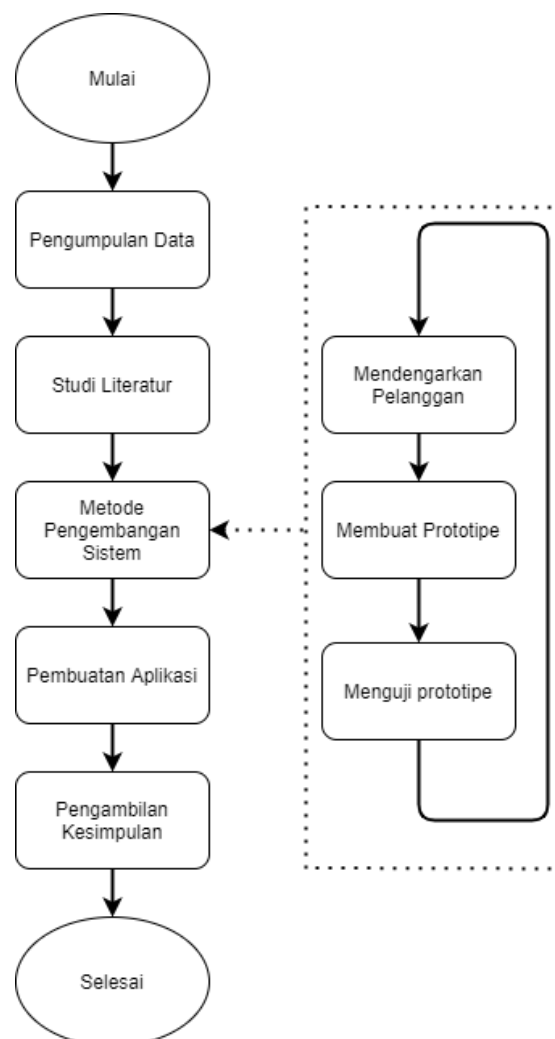 Mulai
Pengumpulan Data
Studi Literatur
Metode
Pengembangan
Sistem
Pembuatan Aplikasi
Pengambilan
Kesimpulan
Selesai
Mendengarkan
Pelanggan
Membuat Prototipe
Menguji prototipe